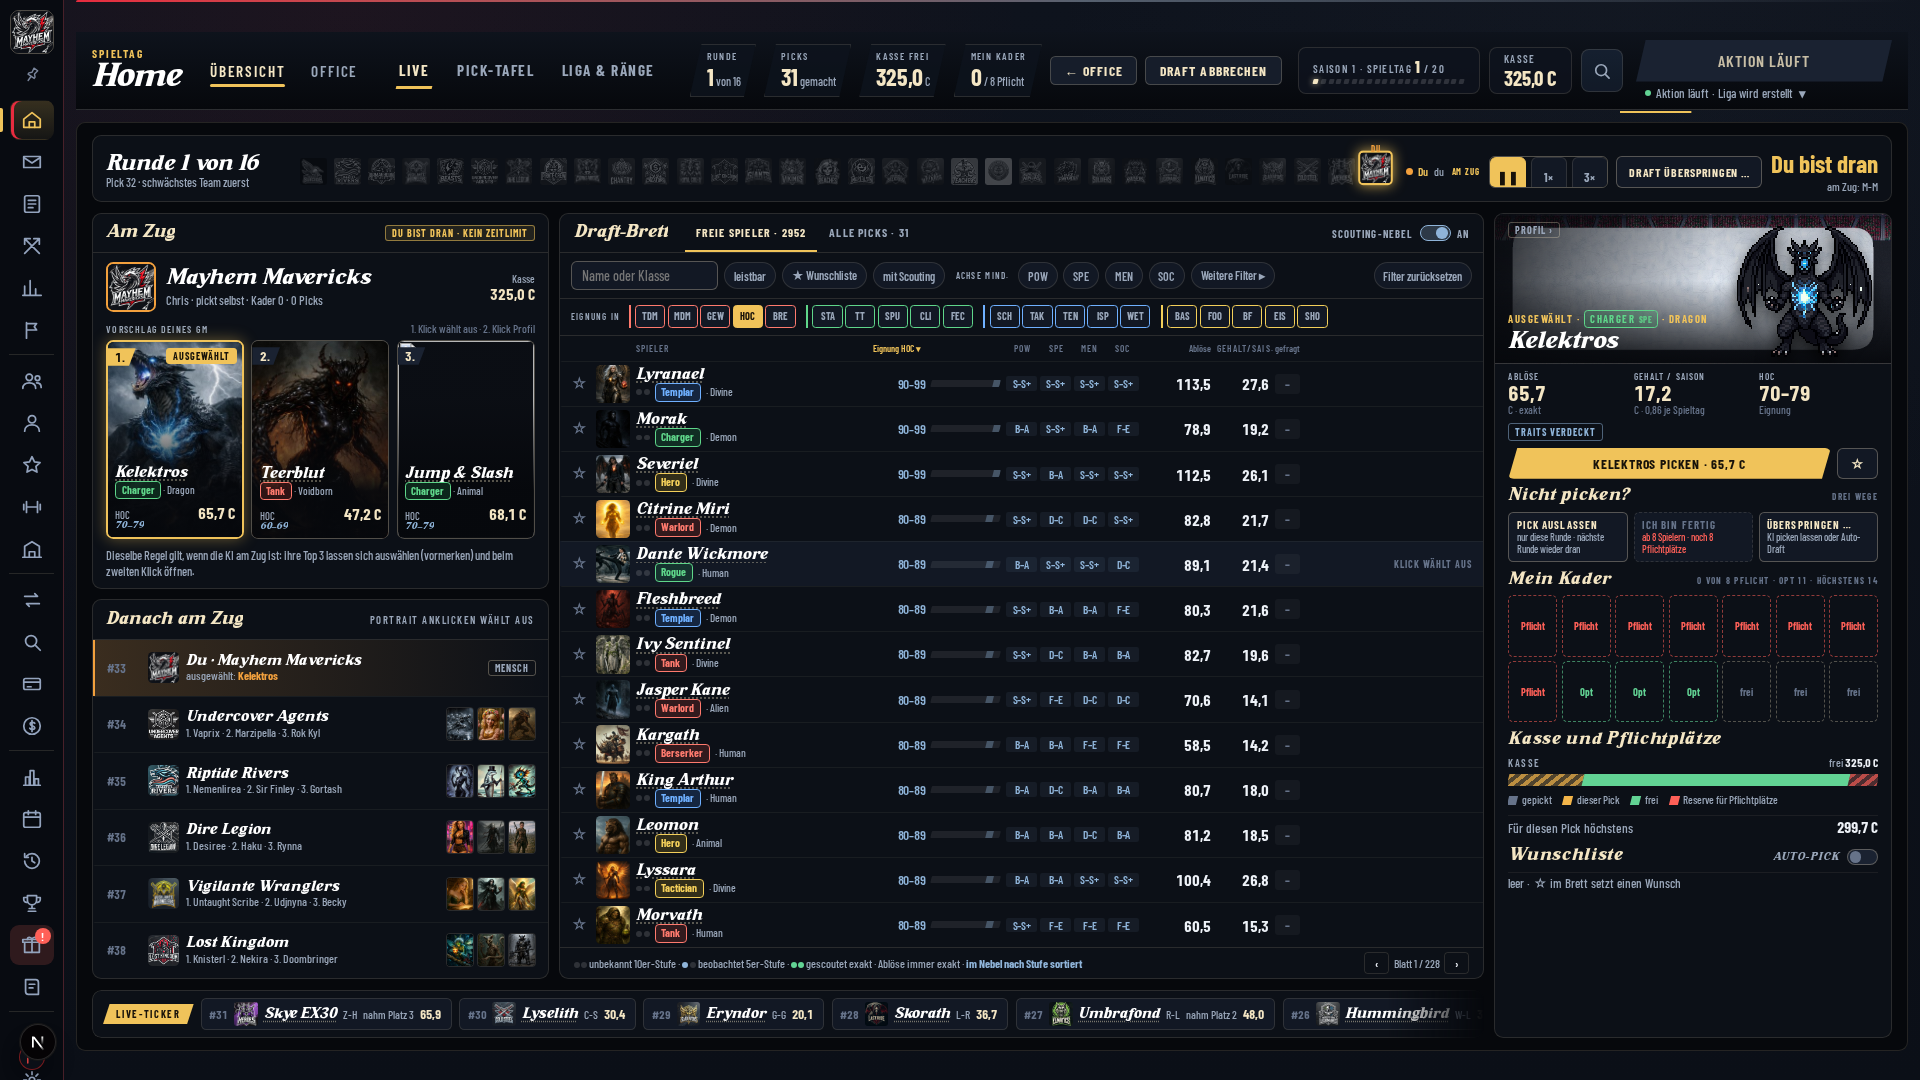 SPIELTAG
Home
ÜBERSICHT
OFFICE
LIVE
PICK-TAFEL
LIGA & RÄNGE
RUNDE
1 von 16
PICKS
31 gemacht
KASSE FREI
325,0 C
MEIN KADER
0 / 8 Pflicht
← OFFICE
DRAFT ABBRECHEN
SAISON 1 · SPIELTAG 1 / 20
KASSE
325,0 C
AKTION LÄUFT
Aktion läuft · Liga wird erstellt ▼
Runde 1 von 16
Pick 32 · schwächstes Team zuerst
DU
Du du AM ZUG
1×
3×
DRAFT ÜBERSPRINGEN ...
Du bist dran
am Zug: M-M
Am Zug
DU BIST DRAN · KEIN ZEITLIMIT
Mayhem Mavericks
Chris · pickt selbst · Kader 0 · 0 Picks
Kasse
325,0 C
VORSCHLAG DEINES GM
1. Klick wählt aus · 2. Klick Profil
1.
AUSGEWÄHLT
Kelektros
Charger · Dragon
HOC
70–79
65,7 C
2.
Teerblut
Tank · Voidborn
HOC
60–69
47,2 C
3.
Jump & Slash
Charger · Animal
HOC
70–79
68,1 C
Dieselbe Regel gilt, wenn die KI am Zug ist: Ihre Top 3 lassen sich auswählen (vormerken) und beim
zweiten Klick öffnen.
Danach am Zug
PORTRAIT ANKLICKEN WÄHLT AUS
#33
Du · Mayhem Mavericks
ausgewählt: Kelektros
MENSCH
#34
Undercover Agents
1. Vaprix · 2. Marzipella · 3. Rok Kyl
#35
Riptide Rivers
1. Nemenlirea · 2. Sir Finley · 3. Gortash
#36
Dire Legion
1. Desiree · 2. Haku · 3. Rynna
#37
Vigilante Wranglers
1. Untaught Scribe · 2. Udjnyna · 3. Becky
#38
Lost Kingdom
1. Knisterl · 2. Nekira · 3. Doombringer
Draft-Brett
FREIE SPIELER · 2952
ALLE PICKS · 31
SCOUTING-NEBEL
AN
Name oder Klasse
leistbar
★ Wunschliste
mit Scouting
ACHSE MIND.
POW
SPE
MEN
SOC
Weitere Filter ▸
Filter zurücksetzen
EIGNUNG IN
TDM
MDM
GEW
HOC
BRE
STA
TT
SPU
CLI
FEC
SCH
TAK
TEN
ISP
WET
BAS
FOO
BF
EIS
SHO
SPIELER
Eignung HOC ▾
POW
SPE
MEN
SOC
Ablöse
GEHALT/SAIS.
gefragt
Lyranael
Templar · Divine
90–99
S–S+ S–S+ S–S+ S–S+
113,5
27,6
–
Morak
Charger · Demon
90–99
B–A S–S+ B–A F–E
78,9
19,2
–
Severiel
Hero · Divine
90–99
S–S+ B–A S–S+ S–S+
112,5
26,1
–
Citrine Miri
Warlord · Demon
80–89
S–S+ D–C D–C S–S+
82,8
21,7
–
Dante Wickmore
Rogue · Human
80–89
B–A S–S+ S–S+ D–C
89,1
21,4
–
KLICK WÄHLT AUS
Fleshbreed
Templar · Demon
80–89
S–S+ B–A B–A F–E
80,3
21,6
–
Ivy Sentinel
Tank · Divine
80–89
S–S+ D–C B–A B–A
82,7
19,6
–
Jasper Kane
Warlord · Alien
80–89
S–S+ F–E D–C D–C
70,6
14,1
–
Kargath
Berserker · Human
80–89
B–A B–A F–E F–E
58,5
14,2
–
King Arthur
Templar · Human
80–89
B–A D–C B–A B–A
80,7
18,0
–
Leomon
Hero · Animal
80–89
B–A B–A D–C B–A
81,2
18,5
–
Lyssara
Tactician · Divine
80–89
B–A B–A S–S+ S–S+
100,4
26,8
–
Morvath
Tank · Human
80–89
S–S+ F–E F–E F–E
60,5
15,3
–
unbekannt 10er-Stufe · beobachtet 5er-Stufe · gescoutet exakt · Ablöse immer exakt · im Nebel nach Stufe sortiert
‹
Blatt 1 / 228
›
LIVE-TICKER
#31 Skye EX30 Z-H nahm Platz 3 65,9
#30 Lyselith C-S 30,4
#29 Eryndor G-G 20,1
#28 Skorath L-R 36,7
#27 Umbrafond R-L nahm Platz 2 48,0
#26 Hummingbird W-L
PROFIL ›
AUSGEWÄHLT · CHARGER SPE · DRAGON
Kelektros
ABLÖSE
65,7
C · exakt
GEHALT / SAISON
17,2
C · 0,86 je Spieltag
HOC
70–79
Eignung
TRAITS VERDECKT
KELEKTROS PICKEN · 65,7 C
☆
Nicht picken?
DREI WEGE
PICK AUSLASSEN
nur diese Runde · nächste
Runde wieder dran
ICH BIN FERTIG
ab 8 Spielern · noch 8
Pflichtplätze
ÜBERSPRINGEN ...
KI picken lassen oder Auto-
Draft
Mein Kader
0 VON 8 PFLICHT · OPT 11 · HÖCHSTENS 14
Pflicht Pflicht Pflicht Pflicht Pflicht Pflicht Pflicht
Pflicht Opt Opt Opt frei frei frei
Kasse und Pflichtplätze
KASSE
frei 325,0 C
gepickt
dieser Pick
frei
Reserve für Pflichtplätze
Für diesen Pick höchstens
299,7 C
Wunschliste
AUTO-PICK
leer · ☆ im Brett setzt einen Wunsch